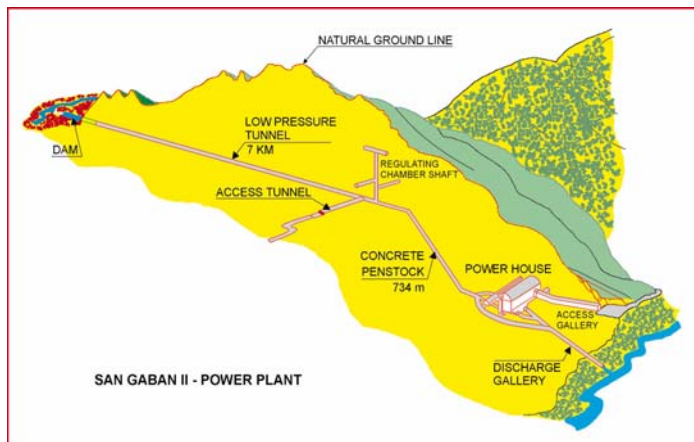 NATURAL GROUND LINE
LOW PRESSURE
TUNNEL
7 KM
DAM
REGULATING
CHAMBER SHAFT
ACCESS TUNNEL
CONCRETE
PENSTOCK
734 m
POWER HOUSE
ACCESS
GALLERY
DISCHARGE
GALLERY
SAN GABAN II - POWER PLANT